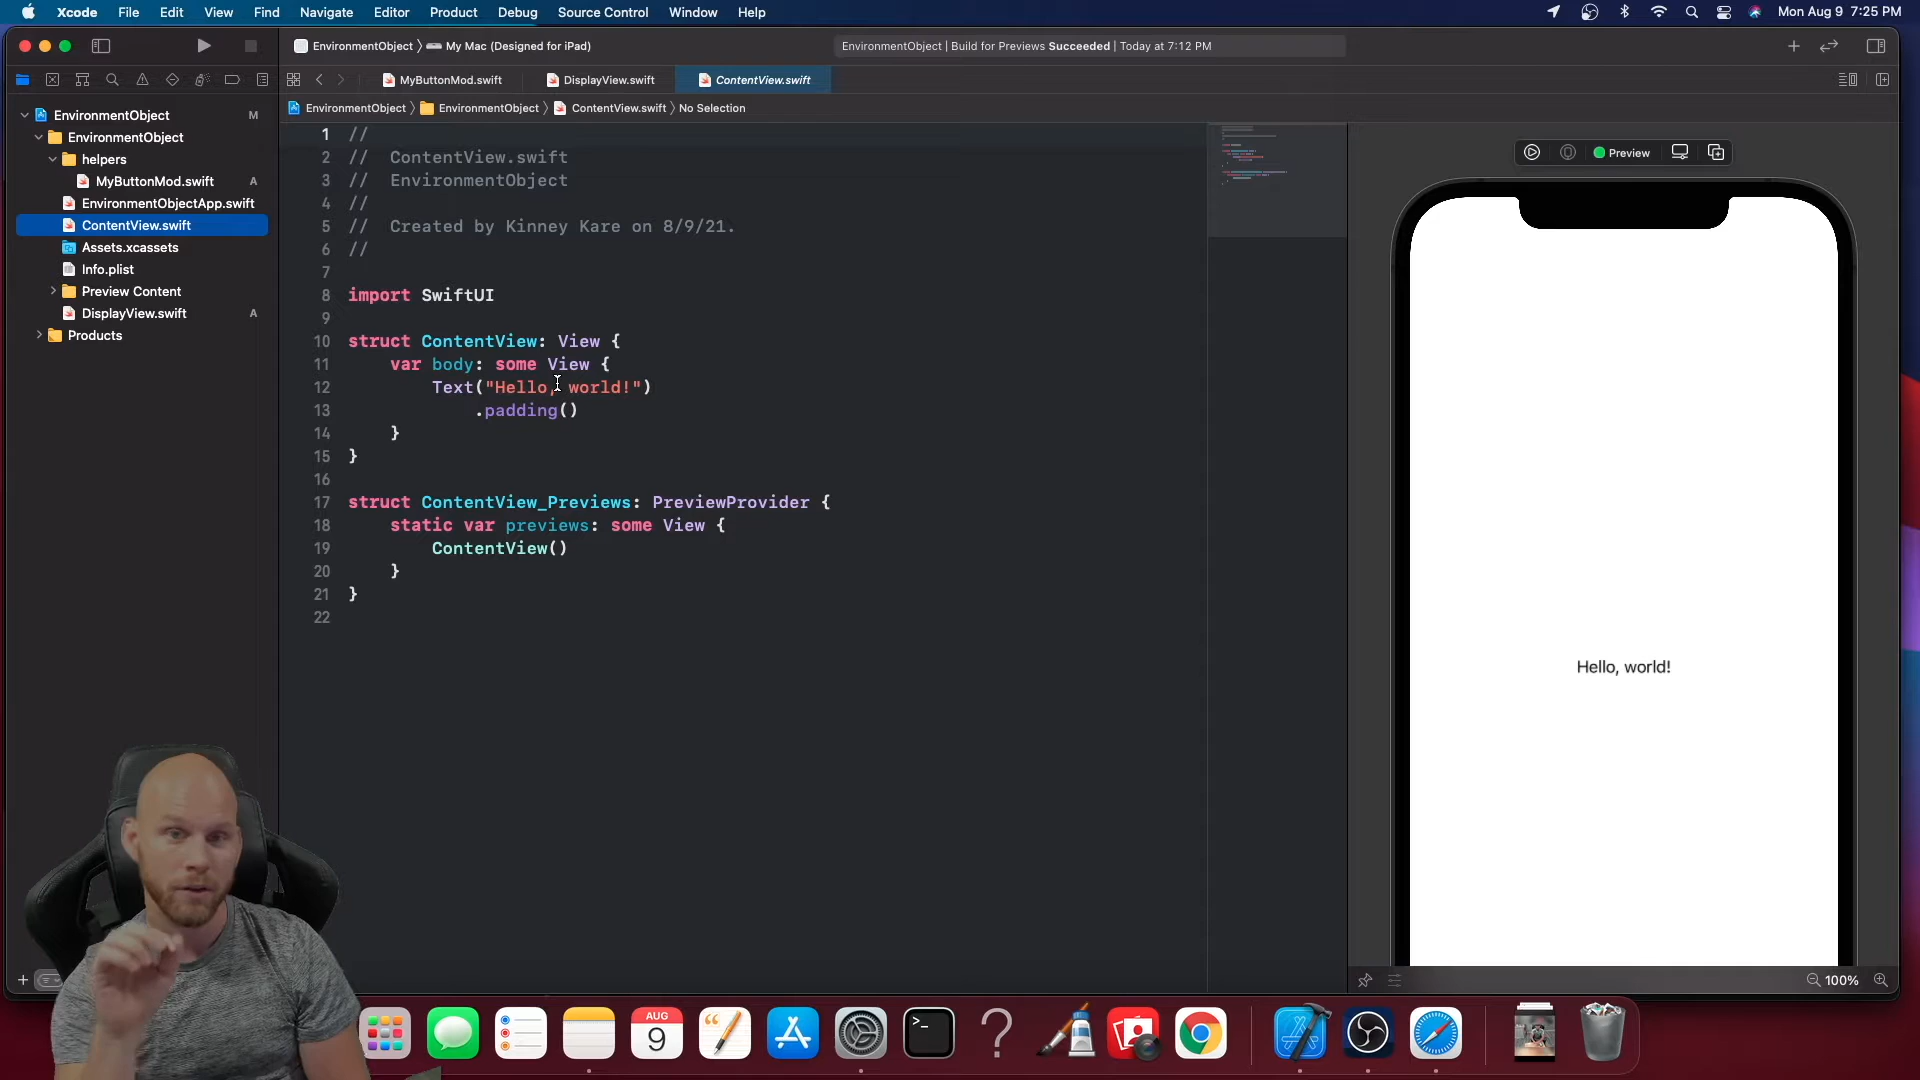 Xcode File Edit View Find Navigate Editor Product Debug Source Control Window Help
Mon Aug 9 7:25 PM
EnvironmentObject 〉 My Mac (Designed for iPad)
EnvironmentObject | Build for Previews Succeeded | Today at 7:12 PM
MyButtonMod.swift
DisplayView.swift
ContentView.swift
EnvironmentObject 〉 EnvironmentObject 〉 ContentView.swift 〉 No Selection
EnvironmentObject M
EnvironmentObject
helpers
MyButtonMod.swift A
EnvironmentObjectApp.swift
ContentView.swift
Assets.xcassets
Info.plist
Preview Content
DisplayView.swift A
Products
1 //
2 //  ContentView.swift
3 //  EnvironmentObject
4 //
5 //  Created by Kinney Kare on 8/9/21.
6 //
7
8 import SwiftUI
9
10 struct ContentView: View {
11     var body: some View {
12         Text("Hello, world!")
13             .padding()
14     }
15 }
16
17 struct ContentView_Previews: PreviewProvider {
18     static var previews: some View {
19         ContentView()
20     }
21 }
22
Preview
Hello, world!
100%
AUG
9